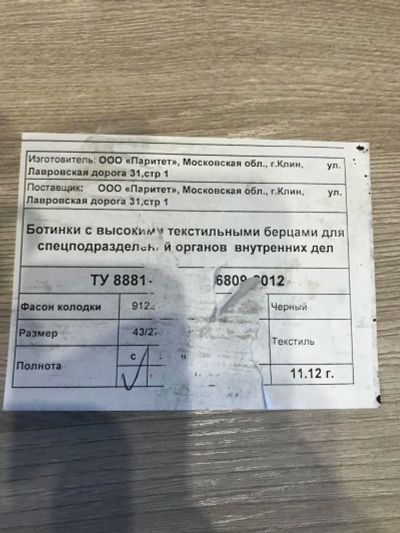 Изготовитель: ООО «Паритет», Московская обл., г.Клин, ул.
Лавровская дорога 31,стр 1
Поставщик: ООО «Паритет», Московская обл., г.Клин, ул.
Лавровская дорога 31,стр 1
Ботинки с высокими текстильными берцами для
органов внутренних дел
ТУ 8881-
Фасон колодки Черный
Размер Текстиль
Полнота с 11.12 г.